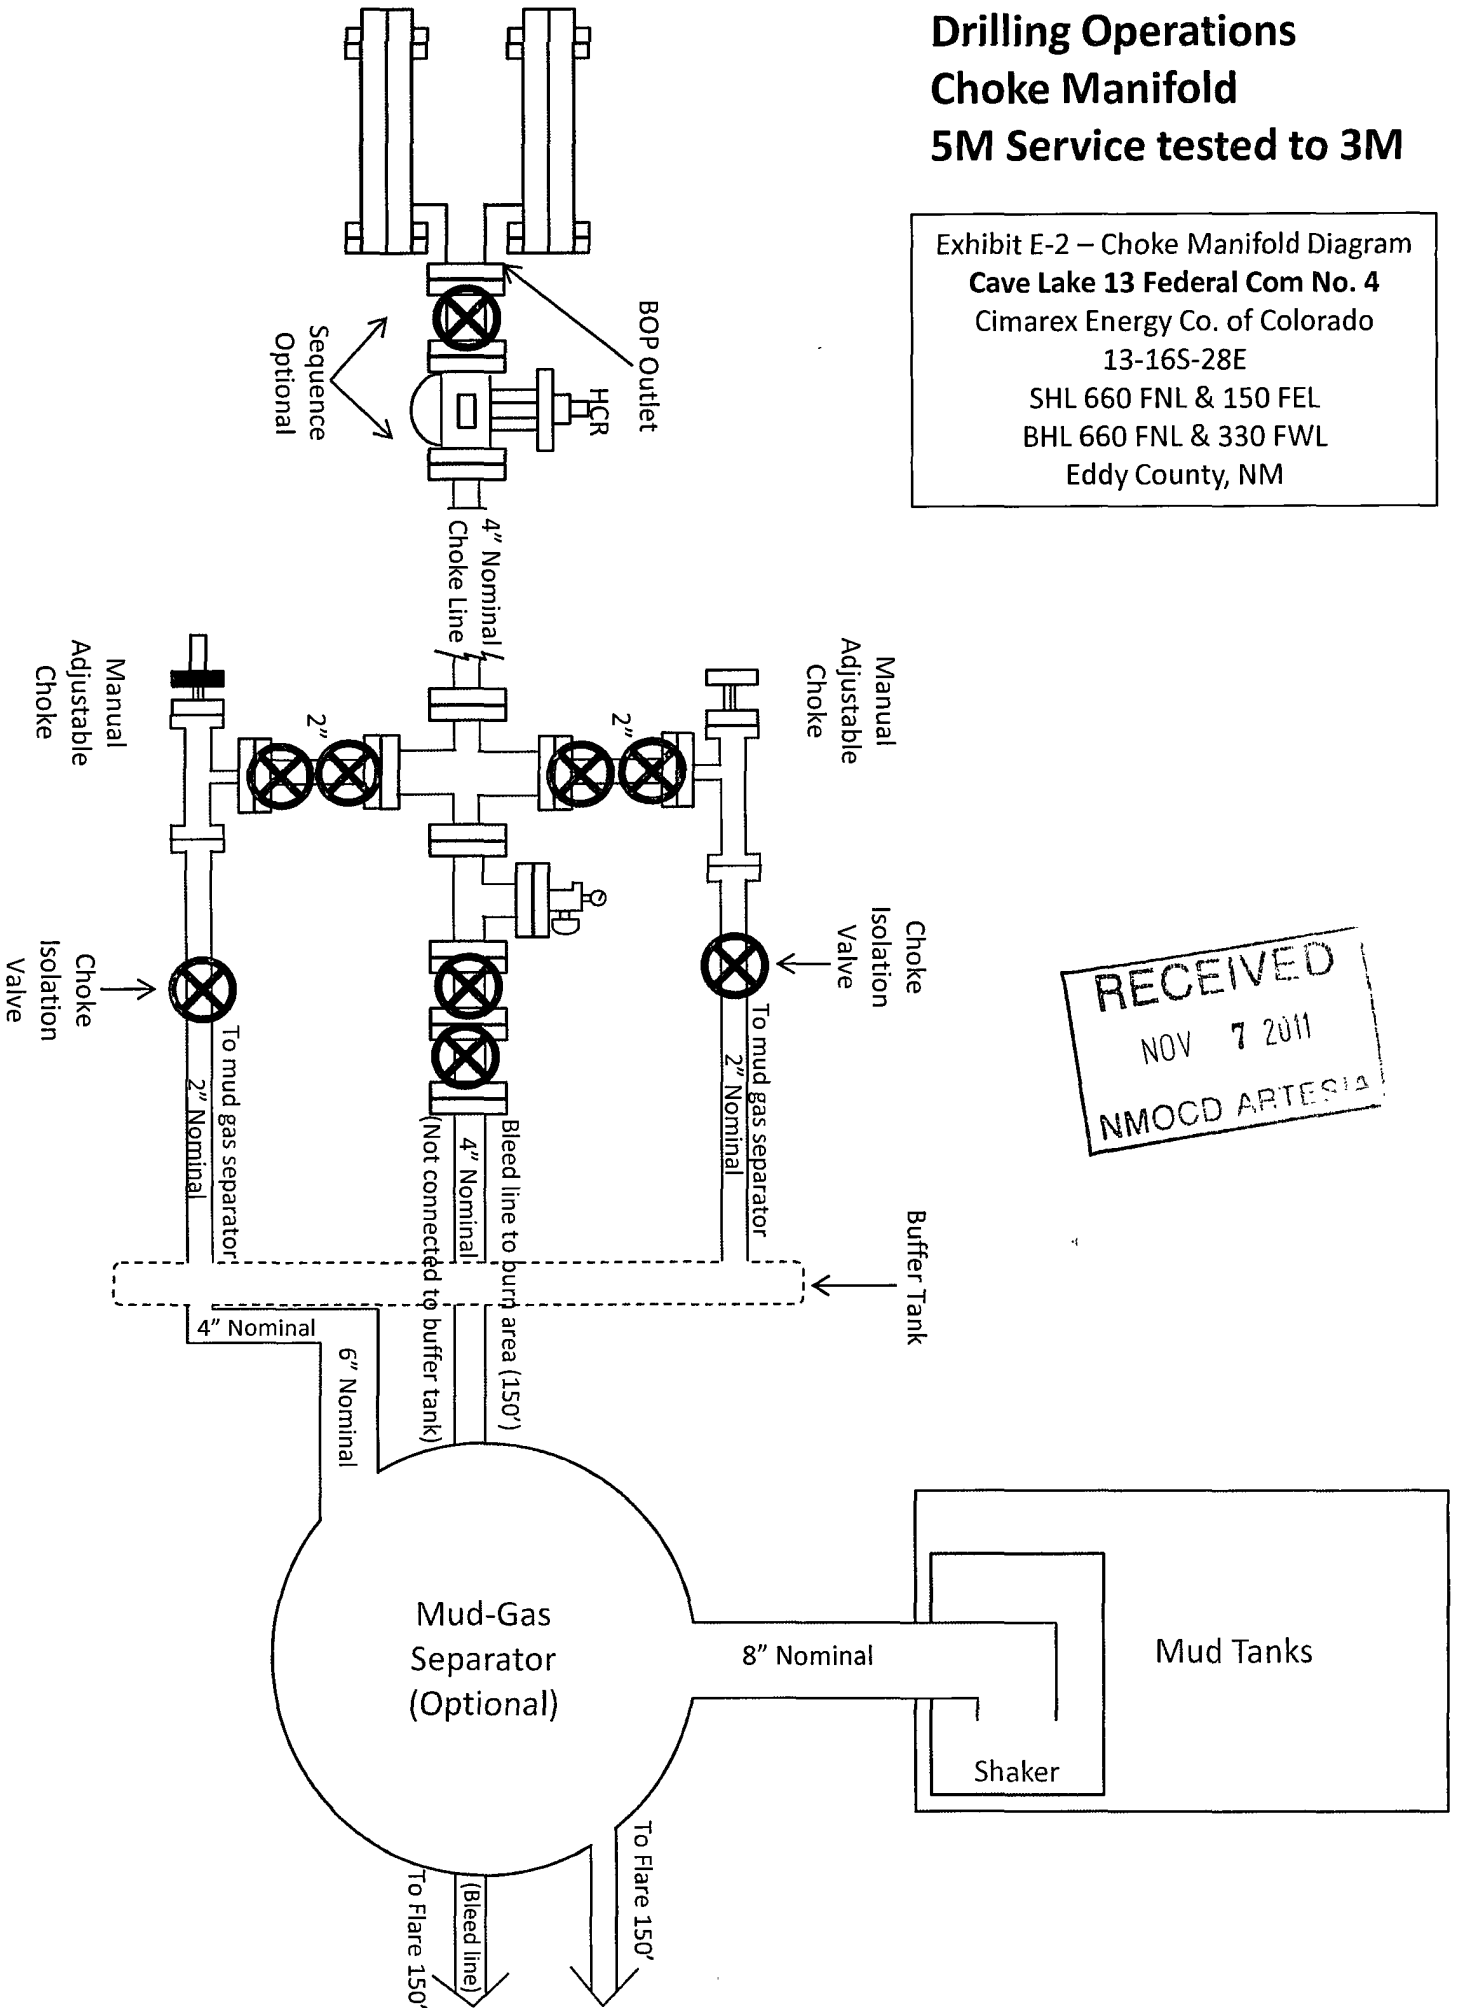 Drilling Operations
Choke Manifold
5M Service tested to 3M
Exhibit E-2 – Choke Manifold Diagram
Cave Lake 13 Federal Com No. 4
Cimarex Energy Co. of Colorado
13-16S-28E
SHL 660 FNL & 150 FEL
BHL 660 FNL & 330 FWL
Eddy County, NM
BOP Outlet
HCR
Sequence
Optional
4” Nominal
Choke Line
Manual
Adjustable
Choke
Manual
Adjustable
Choke
2”
2”
Choke
Isolation
Valve
Choke
Isolation
Valve
RECEIVED
NOV 7 2011
NMOCD ARTESIA
To mud gas separator
2” Nominal
To mud gas separator
2” Nominal
Bleed line to burn area (150’)
4” Nominal
(Not connected to buffer tank)
Buffer Tank
4” Nominal
6” Nominal
Mud-Gas
Separator
(Optional)
8” Nominal
Mud Tanks
Shaker
To Flare 150’
(Bleed line)
To Flare 150’